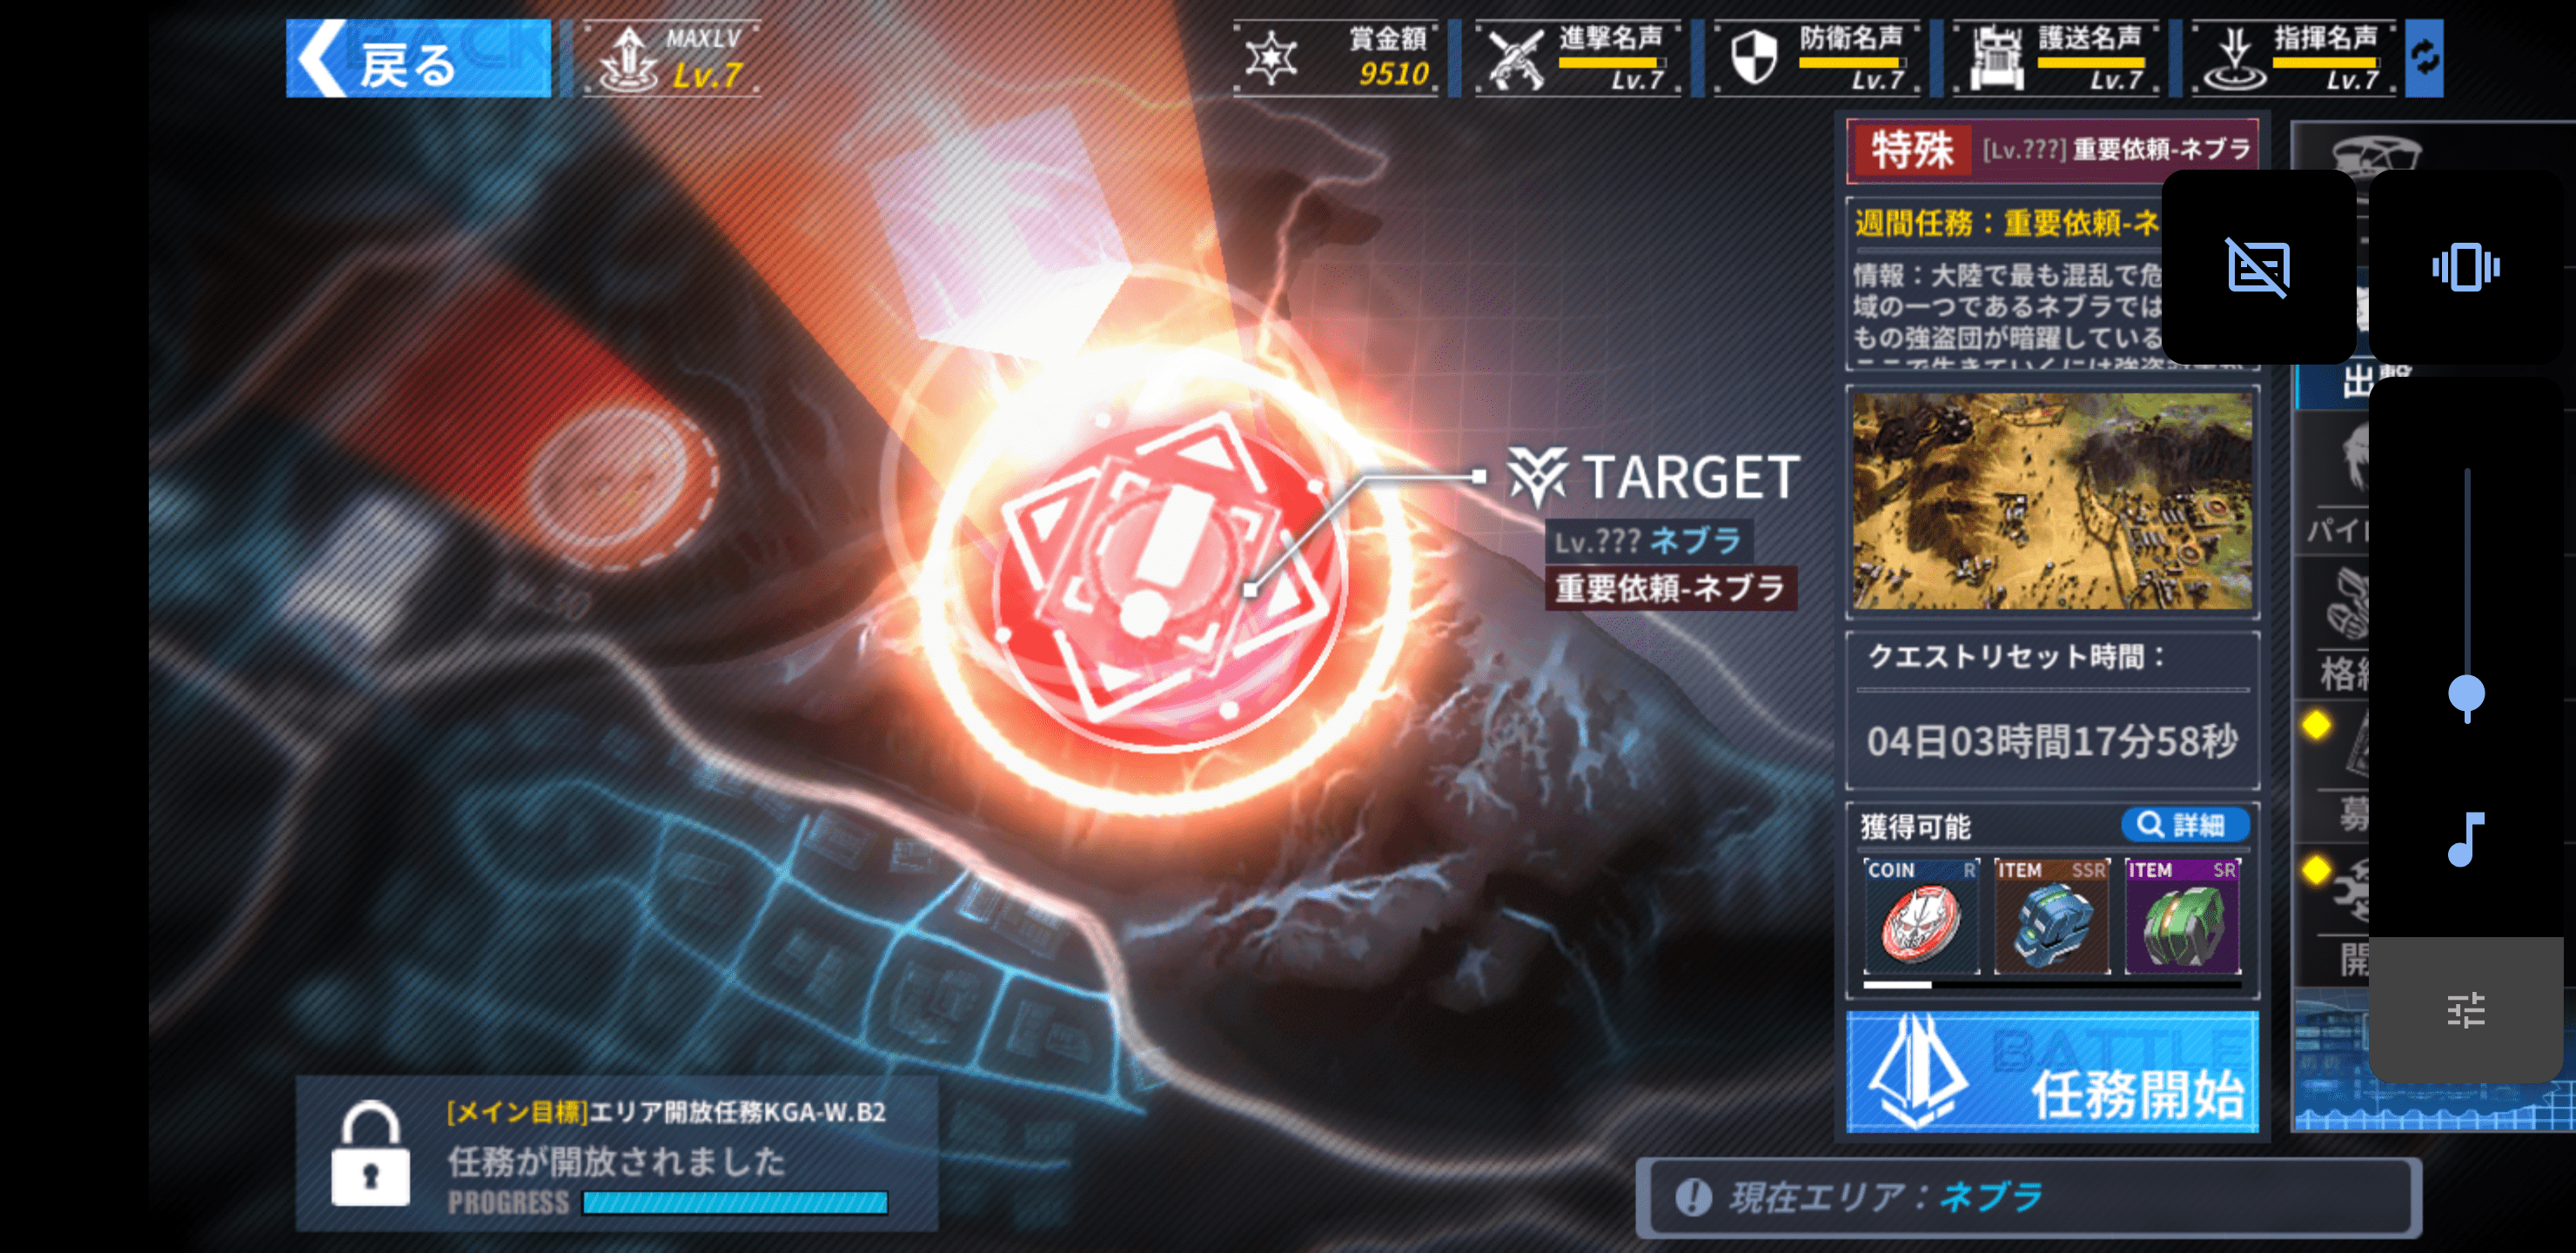 戻る
MAXLV
Lv.7
賞金額
9510
進撃名声
Lv.7
防衛名声
Lv.7
護送名声
Lv.7
指揮名声
Lv.7
特殊 [Lv.???] 重要依頼-ネブラ
週間任務：重要依頼-ネ
情報：大陸で最も混乱で危
域の一つであるネブラでは
もの強盗団が暗躍している
出撃
TARGET
Lv.??? ネブラ
重要依頼-ネブラ
パイ
格
クエストリセット時間：
04日03時間17分58秒
募
獲得可能
詳細
COIN R
ITEM SSR
ITEM SR
開
BATTLE
任務開始
[メイン目標]エリア開放任務KGA-W.B2
任務が開放されました
PROGRESS
現在エリア：ネブラ